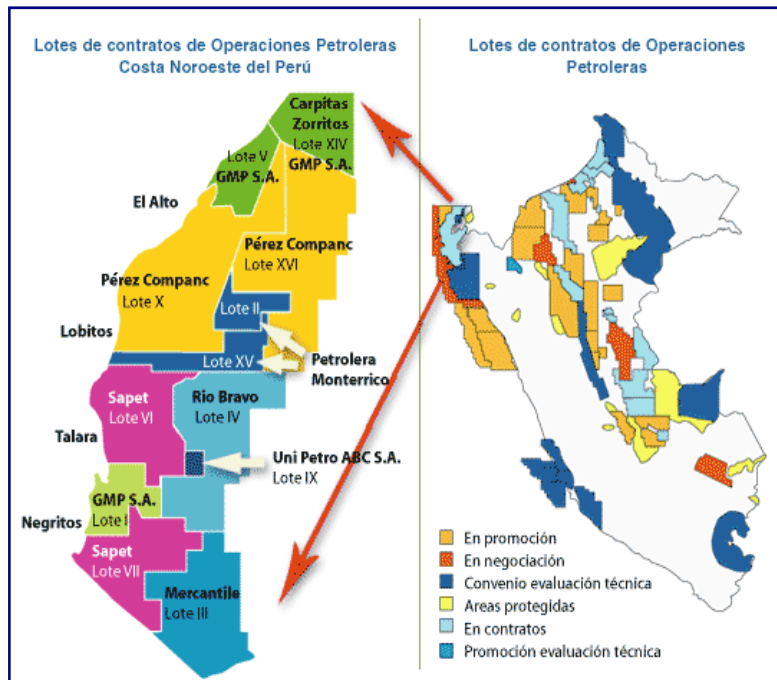 Lotes de contratos de Operaciones Petroleras
Costa Noroeste del Perú
Carpitas
Zorritos
Lote XIV
GMP S.A.
Lote V
GMP S.A.
El Alto
Pérez Companc
Lote XVI
Pérez Companc
Lote X
Lote II
Lobitos
Lote XV
Petrolera
Monterrico
Sapet
Lote VI
Rio Bravo
Lote IV
Talara
Uni Petro ABC S.A.
Lote IX
GMP S.A.
Lote I
Negritos
Sapet
Lote VII
Mercantile
Lote III
Lotes de contratos de Operaciones
Petroleras
En promoción
En negociación
Convenio evaluación técnica
Areas protegidas
En contratos
Promoción evaluación técnica